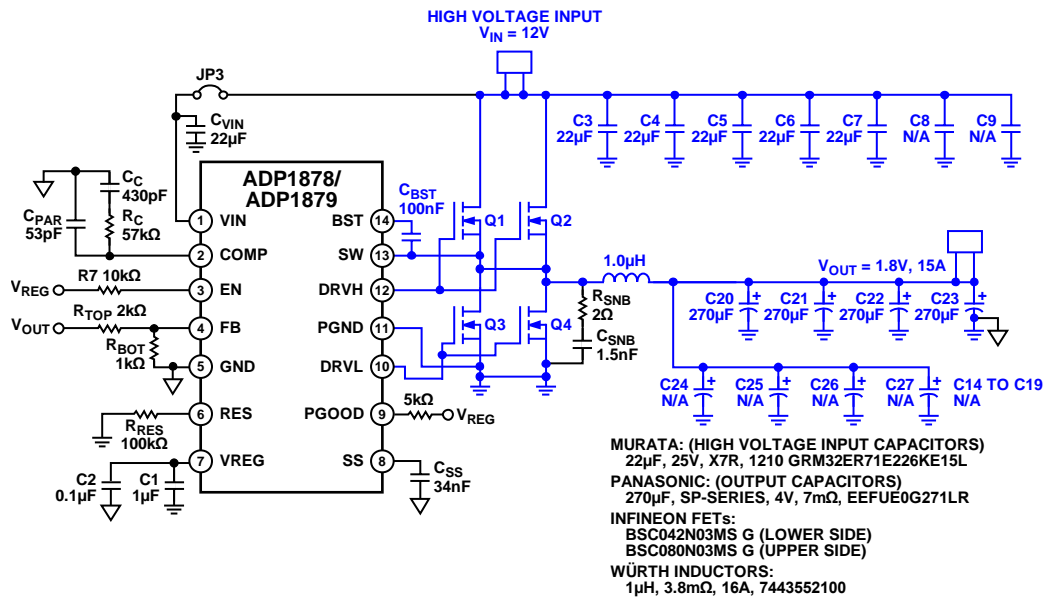 HIGH VOLTAGE INPUT
VIN = 12V
JP3
CVIN
22µF
C3
22µF
C4
22µF
C5
22µF
C6
22µF
C7
22µF
C8
N/A
C9
N/A
ADP1878/
ADP1879
CC
430pF
CPAR
53pF
RC
57kΩ
CBST
100nF
1 VIN
2 COMP
3 EN
4 FB
5 GND
6 RES
7 VREG
BST 14
SW 13
DRVH 12
PGND 11
DRVL 10
PGOOD 9
SS 8
Q1
Q2
Q3
Q4
VREG
R7 10kΩ
VOUT
RTOP 2kΩ
RBOT
1kΩ
RRES
100kΩ
C2
0.1µF
C1
1µF
5kΩ
VREG
CSS
34nF
1.0µH
RSNB
2Ω
CSNB
1.5nF
VOUT = 1.8V, 15A
C20
270µF
+
C21
270µF
+
C22
270µF
+
C23
270µF
+
C24
N/A
+
C25
N/A
+
C26
N/A
+
C27
N/A
+
C14 TO C19
N/A
MURATA: (HIGH VOLTAGE INPUT CAPACITORS)
22µF, 25V, X7R, 1210 GRM32ER71E226KE15L
PANASONIC: (OUTPUT CAPACITORS)
270µF, SP-SERIES, 4V, 7mΩ, EEFUE0G271LR
INFINEON FETs:
BSC042N03MS G (LOWER SIDE)
BSC080N03MS G (UPPER SIDE)
WÜRTH INDUCTORS:
1µH, 3.8mΩ, 16A, 7443552100